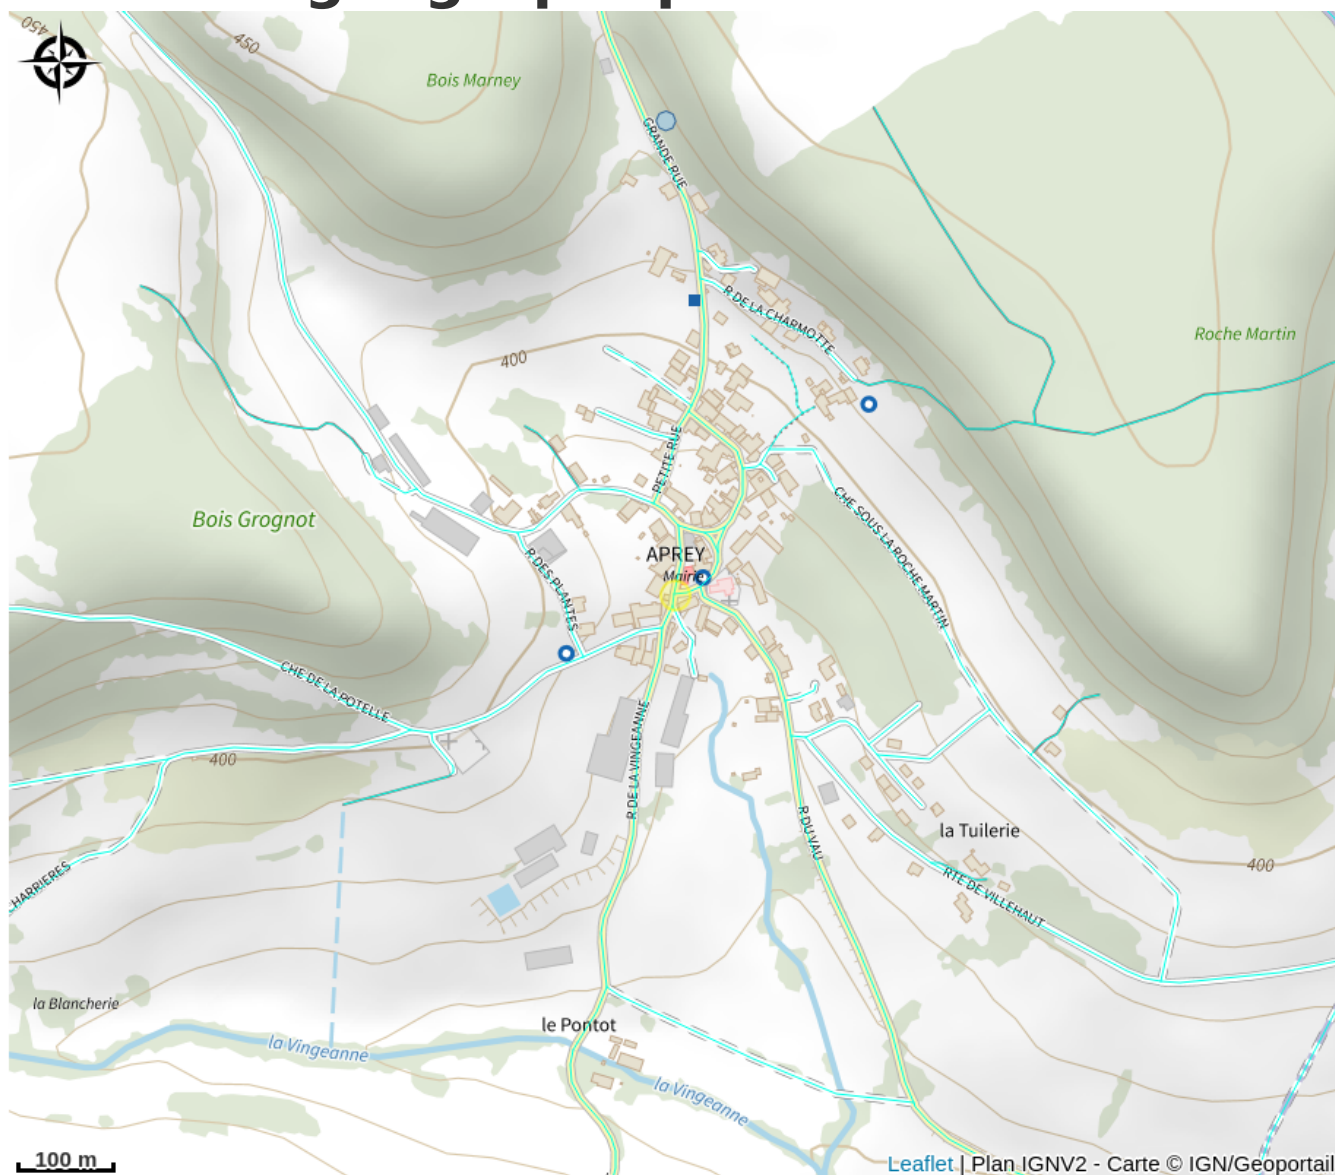 450
450
Bois Marney
GRANDE RUE
R DE LA CHARMOTTE
Roche Martin
400
PETITE RUE
CHE SOUS LA ROCHE MARTIN
Bois Grognot
APREY
Mairie
R DES PLANTES
CHE DE LA POTELLE
400
R DE LA VINGEANNE
R DU VAU
la Tuilerie
400
HARRIERES
RTE DE VILLEHAUT
la Blancherie
le Pontot
la Vingeanne
la Vingeanne
100 m
Leaflet | Plan IGNV2 - Carte © IGN/Geoportail